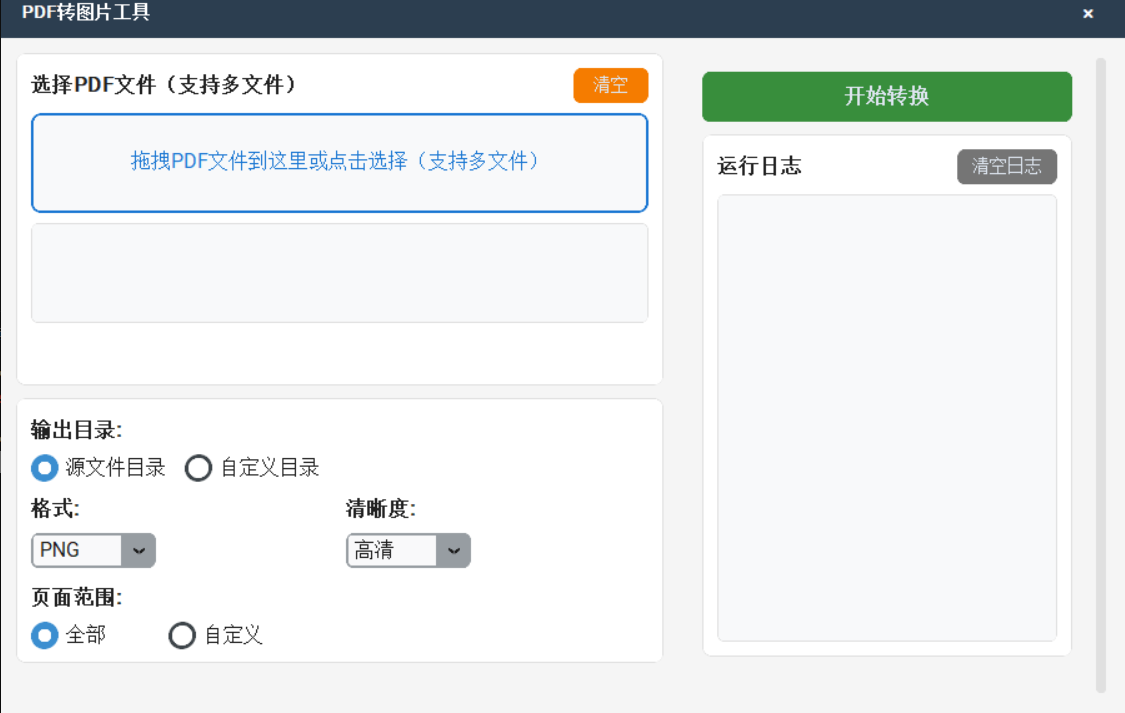 PDF转图片工具
×
选择PDF文件（支持多文件）
清空
拖拽PDF文件到这里或点击选择（支持多文件）
输出目录:
源文件目录 自定义目录
格式: 清晰度:
PNG 高清
页面范围:
全部 自定义
开始转换
运行日志
清空日志